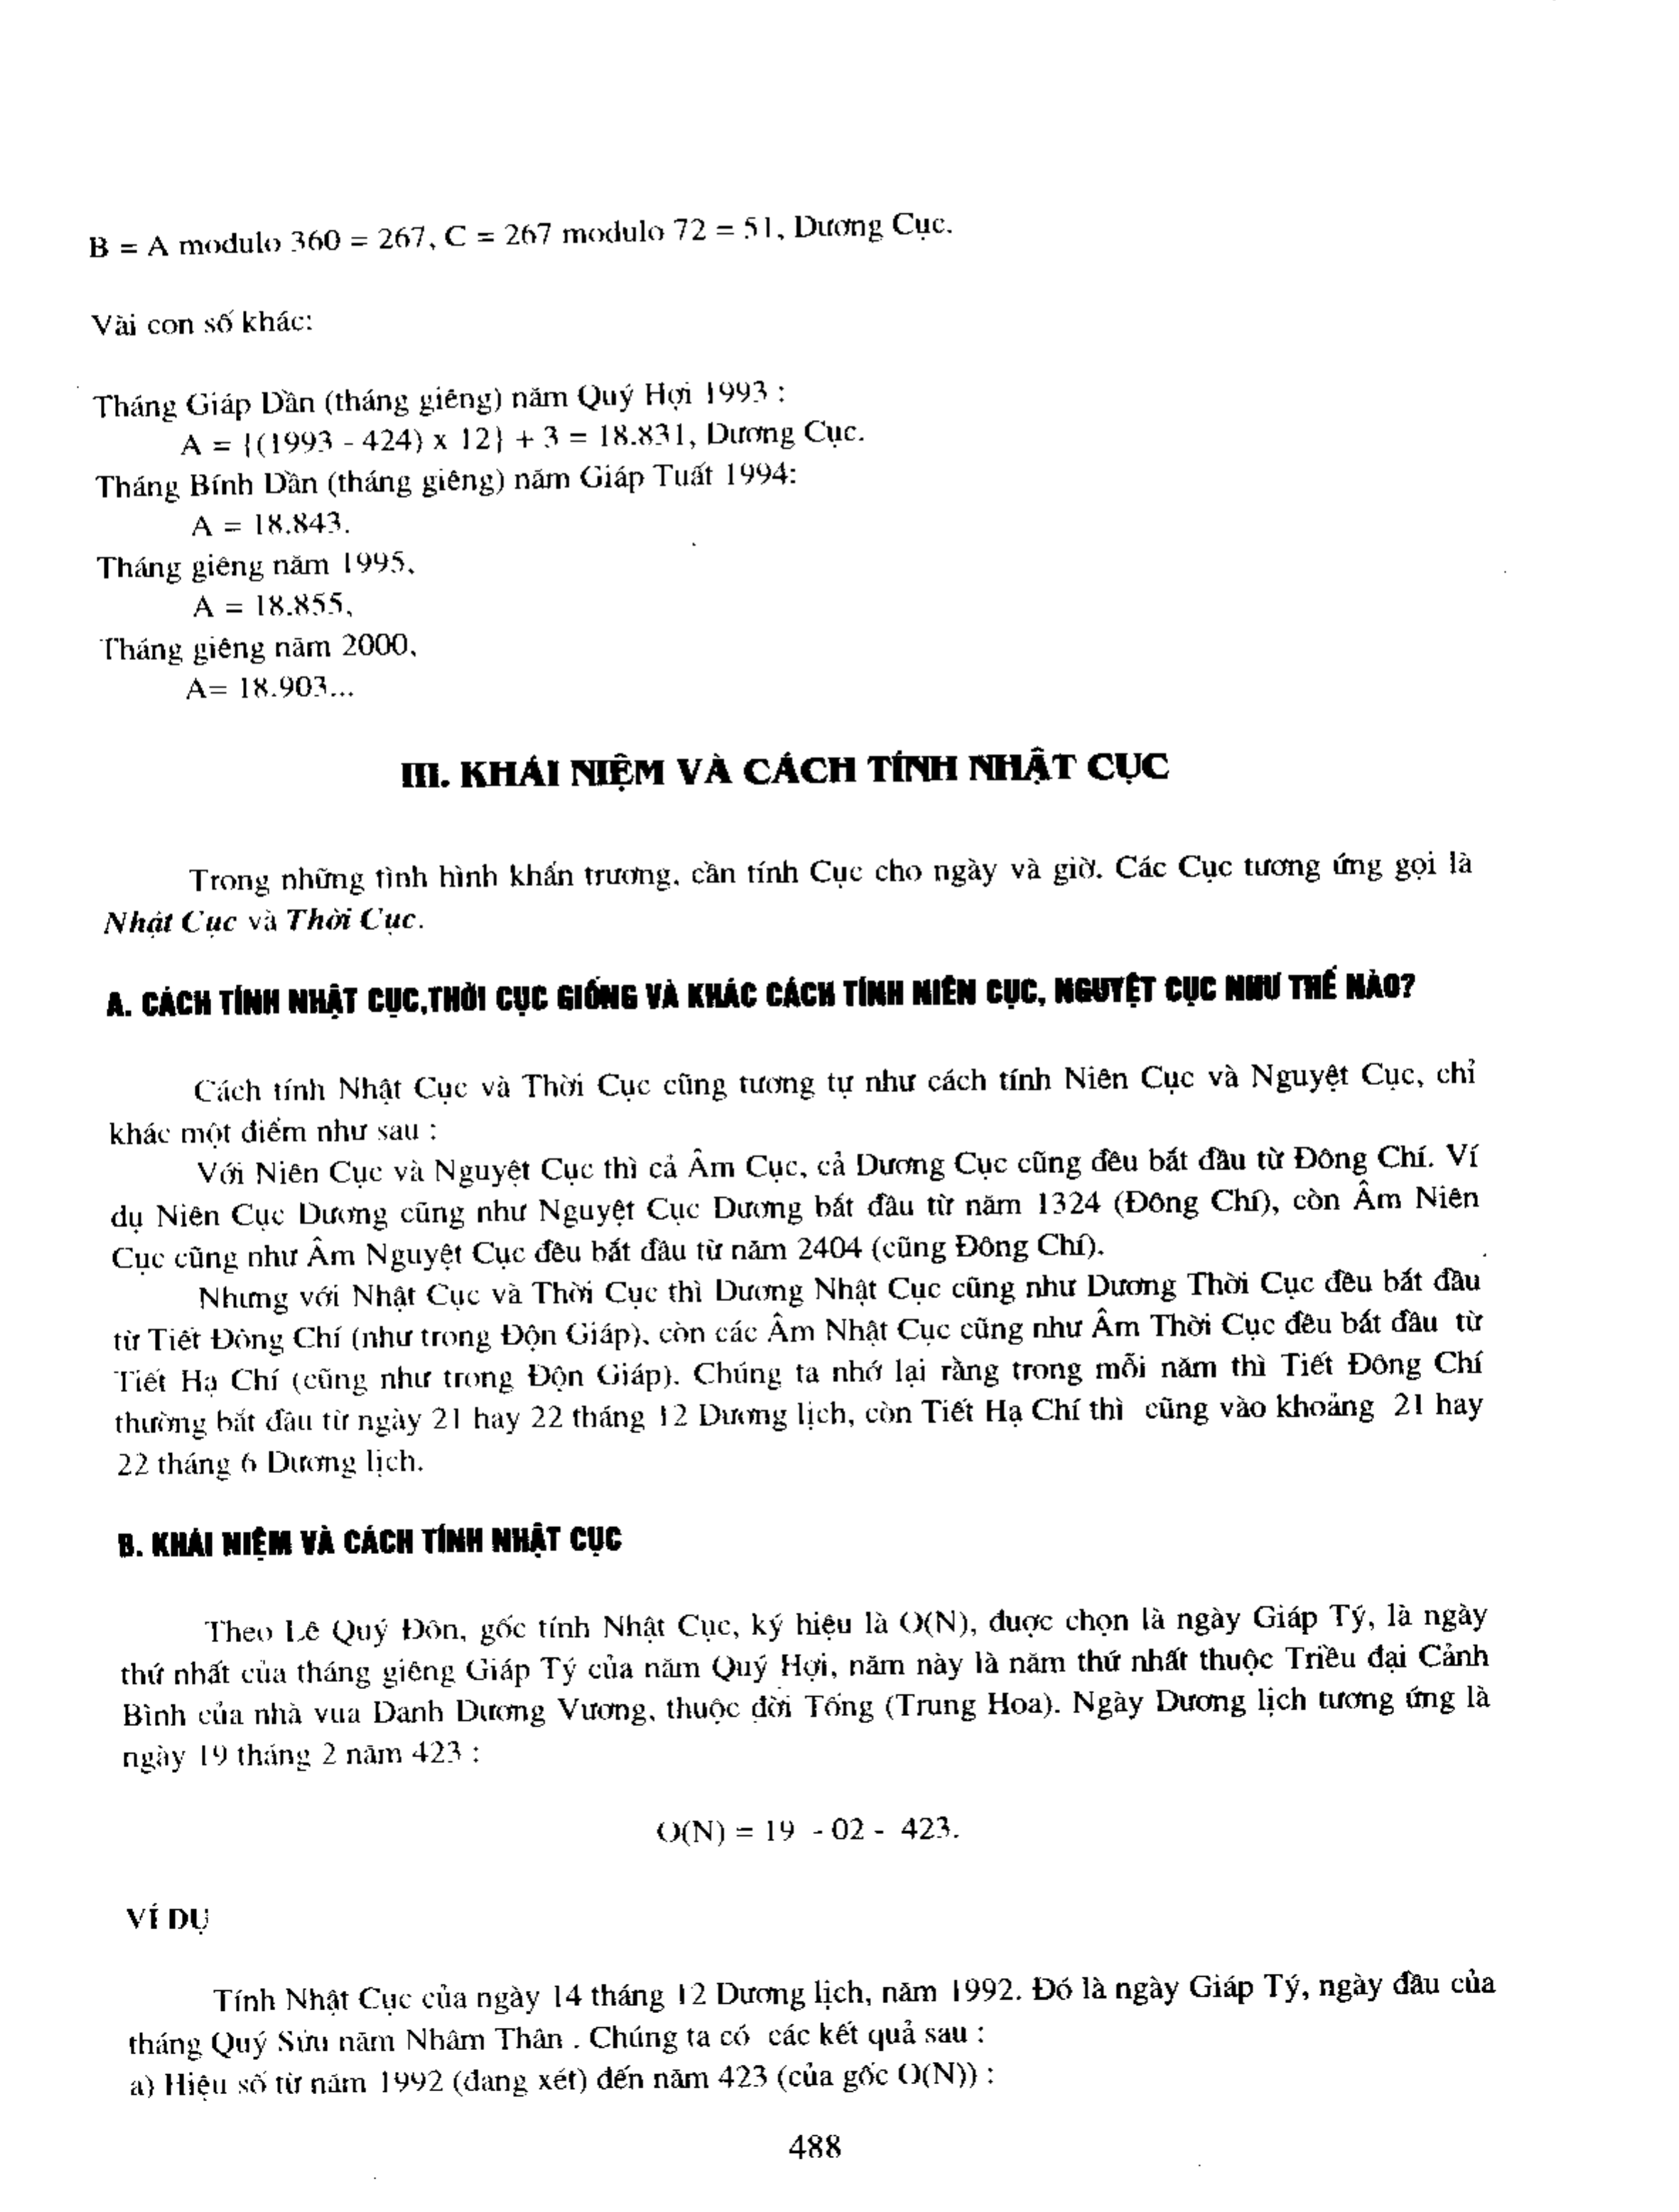 B = A modulo 360 = 267, C = 267 modulo 72 = 51, Dương Cục.
Vài con số khác:
Tháng Giáp Dần (tháng giêng) năm Quý Hợi 1993 :
A = {(1993 - 424) x 12} + 3 = 18.831, Dương Cục.
Tháng Bính Dần (tháng giêng) năm Giáp Tuất 1994:
A = 18.843.
Tháng giêng năm 1995,
A = 18.855,
Tháng giêng năm 2000,
A= 18.903...
III. KHÁI NIỆM VÀ CÁCH TÍNH NHẬT CỤC
Trong những tình hình khẩn trương, cần tính Cục cho ngày và giờ. Các Cục tương ứng gọi là
Nhật Cục và Thời Cục.
A. CÁCH TÍNH NHẬT CỤC,THỜI CỤC GIỐNG VÀ KHÁC CÁCH TÍNH NIÊN CỤC, NGUYỆT CỤC NHƯ THẾ NÀO?
Cách tính Nhật Cục và Thời Cục cũng tương tự như cách tính Niên Cục và Nguyệt Cục, chỉ
khác một điểm như sau :
Với Niên Cục và Nguyệt Cục thì cả Âm Cục, cả Dương Cục cũng đều bắt đầu từ Đông Chí. Ví
dụ Niên Cục Dương cũng như Nguyệt Cục Dương bắt đầu từ năm 1324 (Đông Chí), còn Âm Niên
Cục cũng như Âm Nguyệt Cục đều bắt đầu từ năm 2404 (cũng Đông Chí).
Nhưng với Nhật Cục và Thời Cục thì Dương Nhật Cục cũng như Dương Thời Cục đều bắt đầu
từ Tiết Đông Chí (như trong Độn Giáp), còn các Âm Nhật Cục cũng như Âm Thời Cục đều bắt đầu từ
Tiết Hạ Chí (cũng như trong Độn Giáp). Chúng ta nhớ lại rằng trong mỗi năm thì Tiết Đông Chí
thường bắt đầu từ ngày 21 hay 22 tháng 12 Dương lịch, còn Tiết Hạ Chí thì cũng vào khoảng 21 hay
22 tháng 6 Dương lịch.
B. KHÁI NIỆM VÀ CÁCH TÍNH NHẬT CỤC
Theo Lê Quý Đôn, gốc tính Nhật Cục, ký hiệu là O(N), đuợc chọn là ngày Giáp Tý, là ngày
thứ nhất của tháng giêng Giáp Tý của năm Quý Hợi, năm này là năm thứ nhất thuộc Triều đại Cảnh
Bình của nhà vua Danh Dương Vương, thuộc đời Tống (Trung Hoa). Ngày Dương lịch tương ứng là
ngày 19 tháng 2 năm 423 :
O(N) = 19 - 02 - 423.
VÍ DỤ
Tính Nhật Cục của ngày 14 tháng 12 Dương lịch, năm 1992. Đó là ngày Giáp Tý, ngày đầu của
tháng Quý Sửu năm Nhâm Thân . Chúng ta có các kết quả sau :
a) Hiệu số từ năm 1992 (đang xét) đến năm 423 (của gốc O(N)) :
488